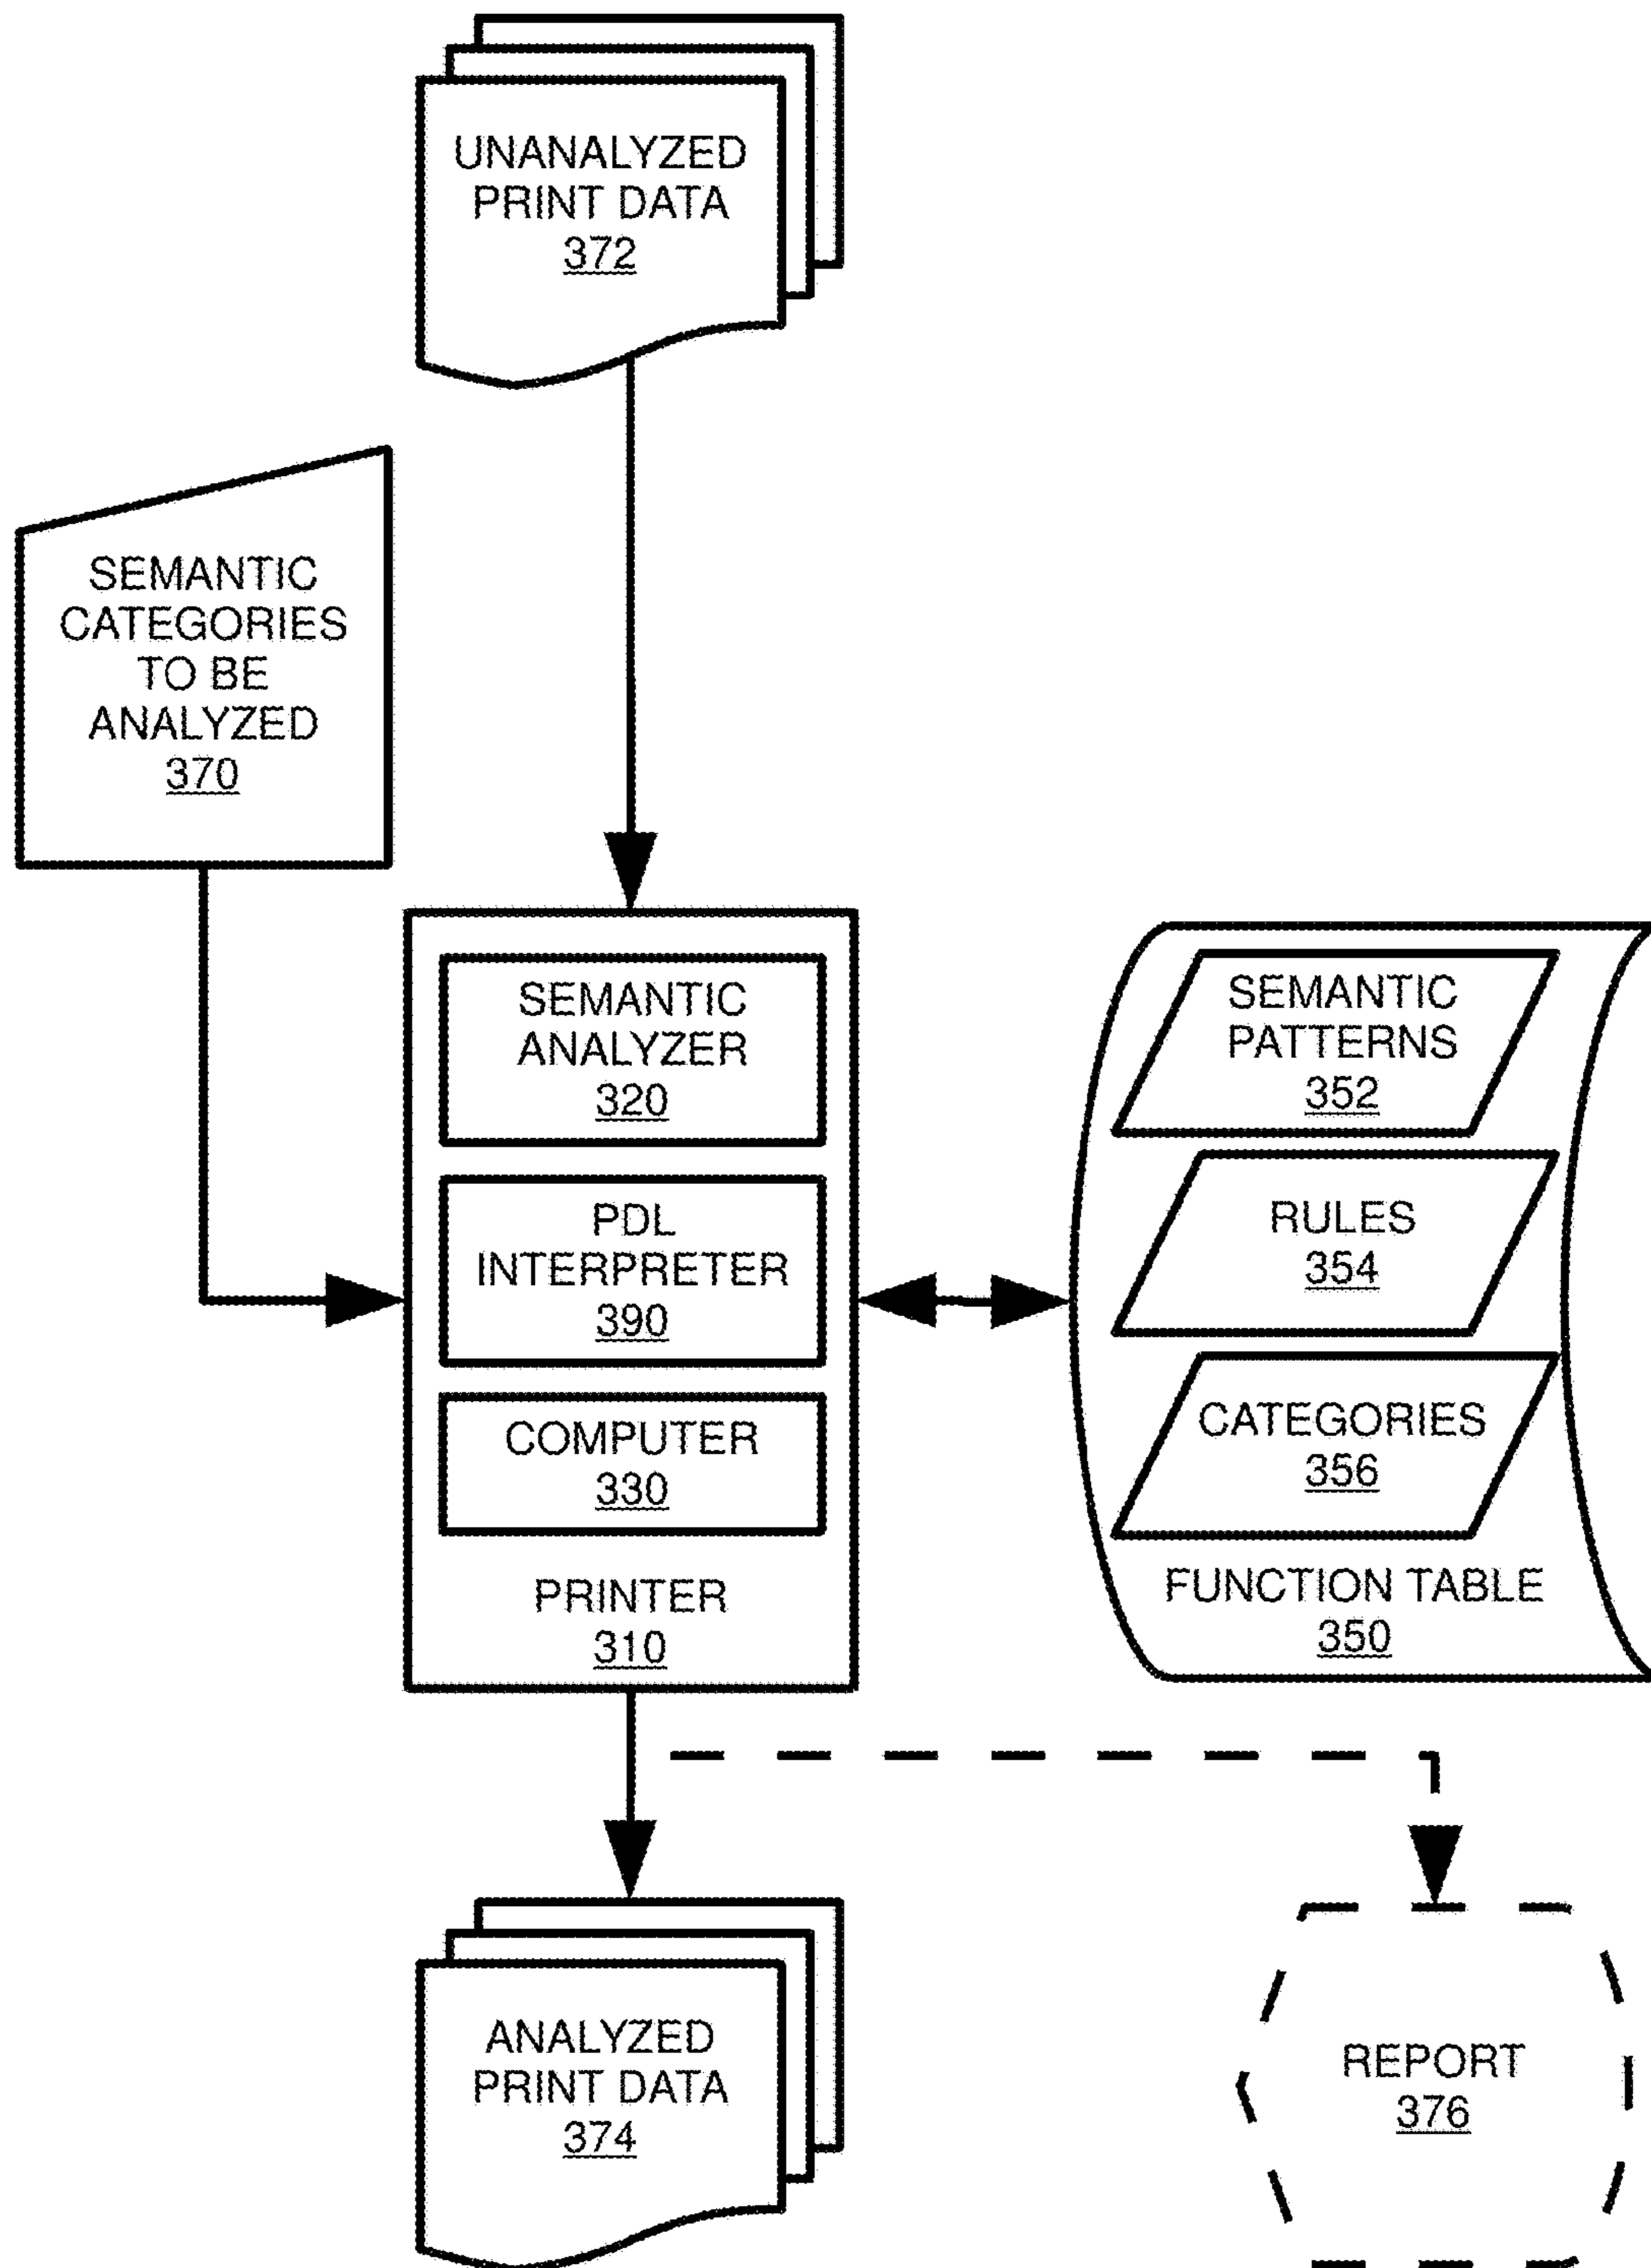 UNANALYZED
PRINT DATA
372
SEMANTIC
CATEGORIES
TO BE
ANALYZED
370
SEMANTIC
ANALYZER
320
PDL
INTERPRETER
390
COMPUTER
330
PRINTER
310
SEMANTIC
PATTERNS
352
RULES
354
CATEGORIES
356
FUNCTION TABLE
350
ANALYZED
PRINT DATA
374
REPORT
376